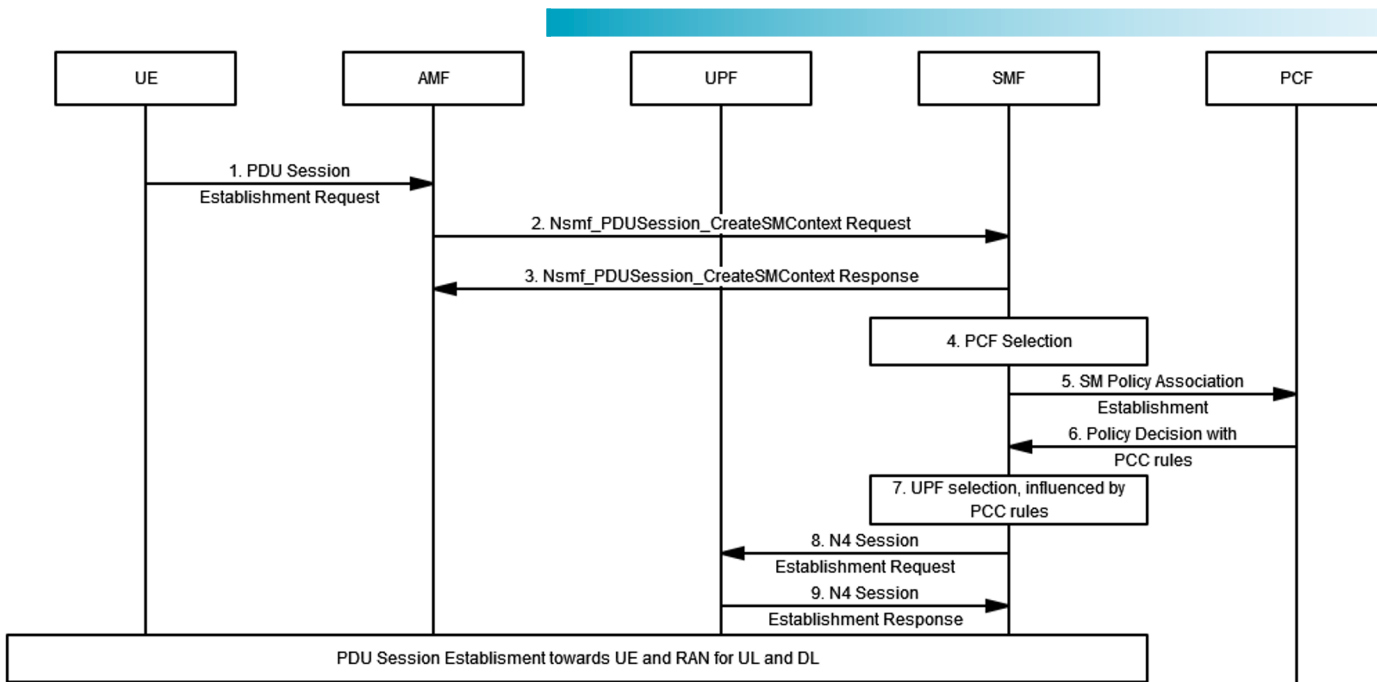 UE
AMF
UPF
SMF
PCF
1. PDU Session
Establishment Request
2. Nsmf_PDUSession_CreateSMContext Request
3. Nsmf_PDUSession_CreateSMContext Response
4. PCF Selection
5. SM Policy Association
Establishment
6. Policy Decision with
PCC rules
7. UPF selection, influenced by
PCC rules
8. N4 Session
Establishment Request
9. N4 Session
Establishment Response
PDU Session Establisment towards UE and RAN for UL and DL